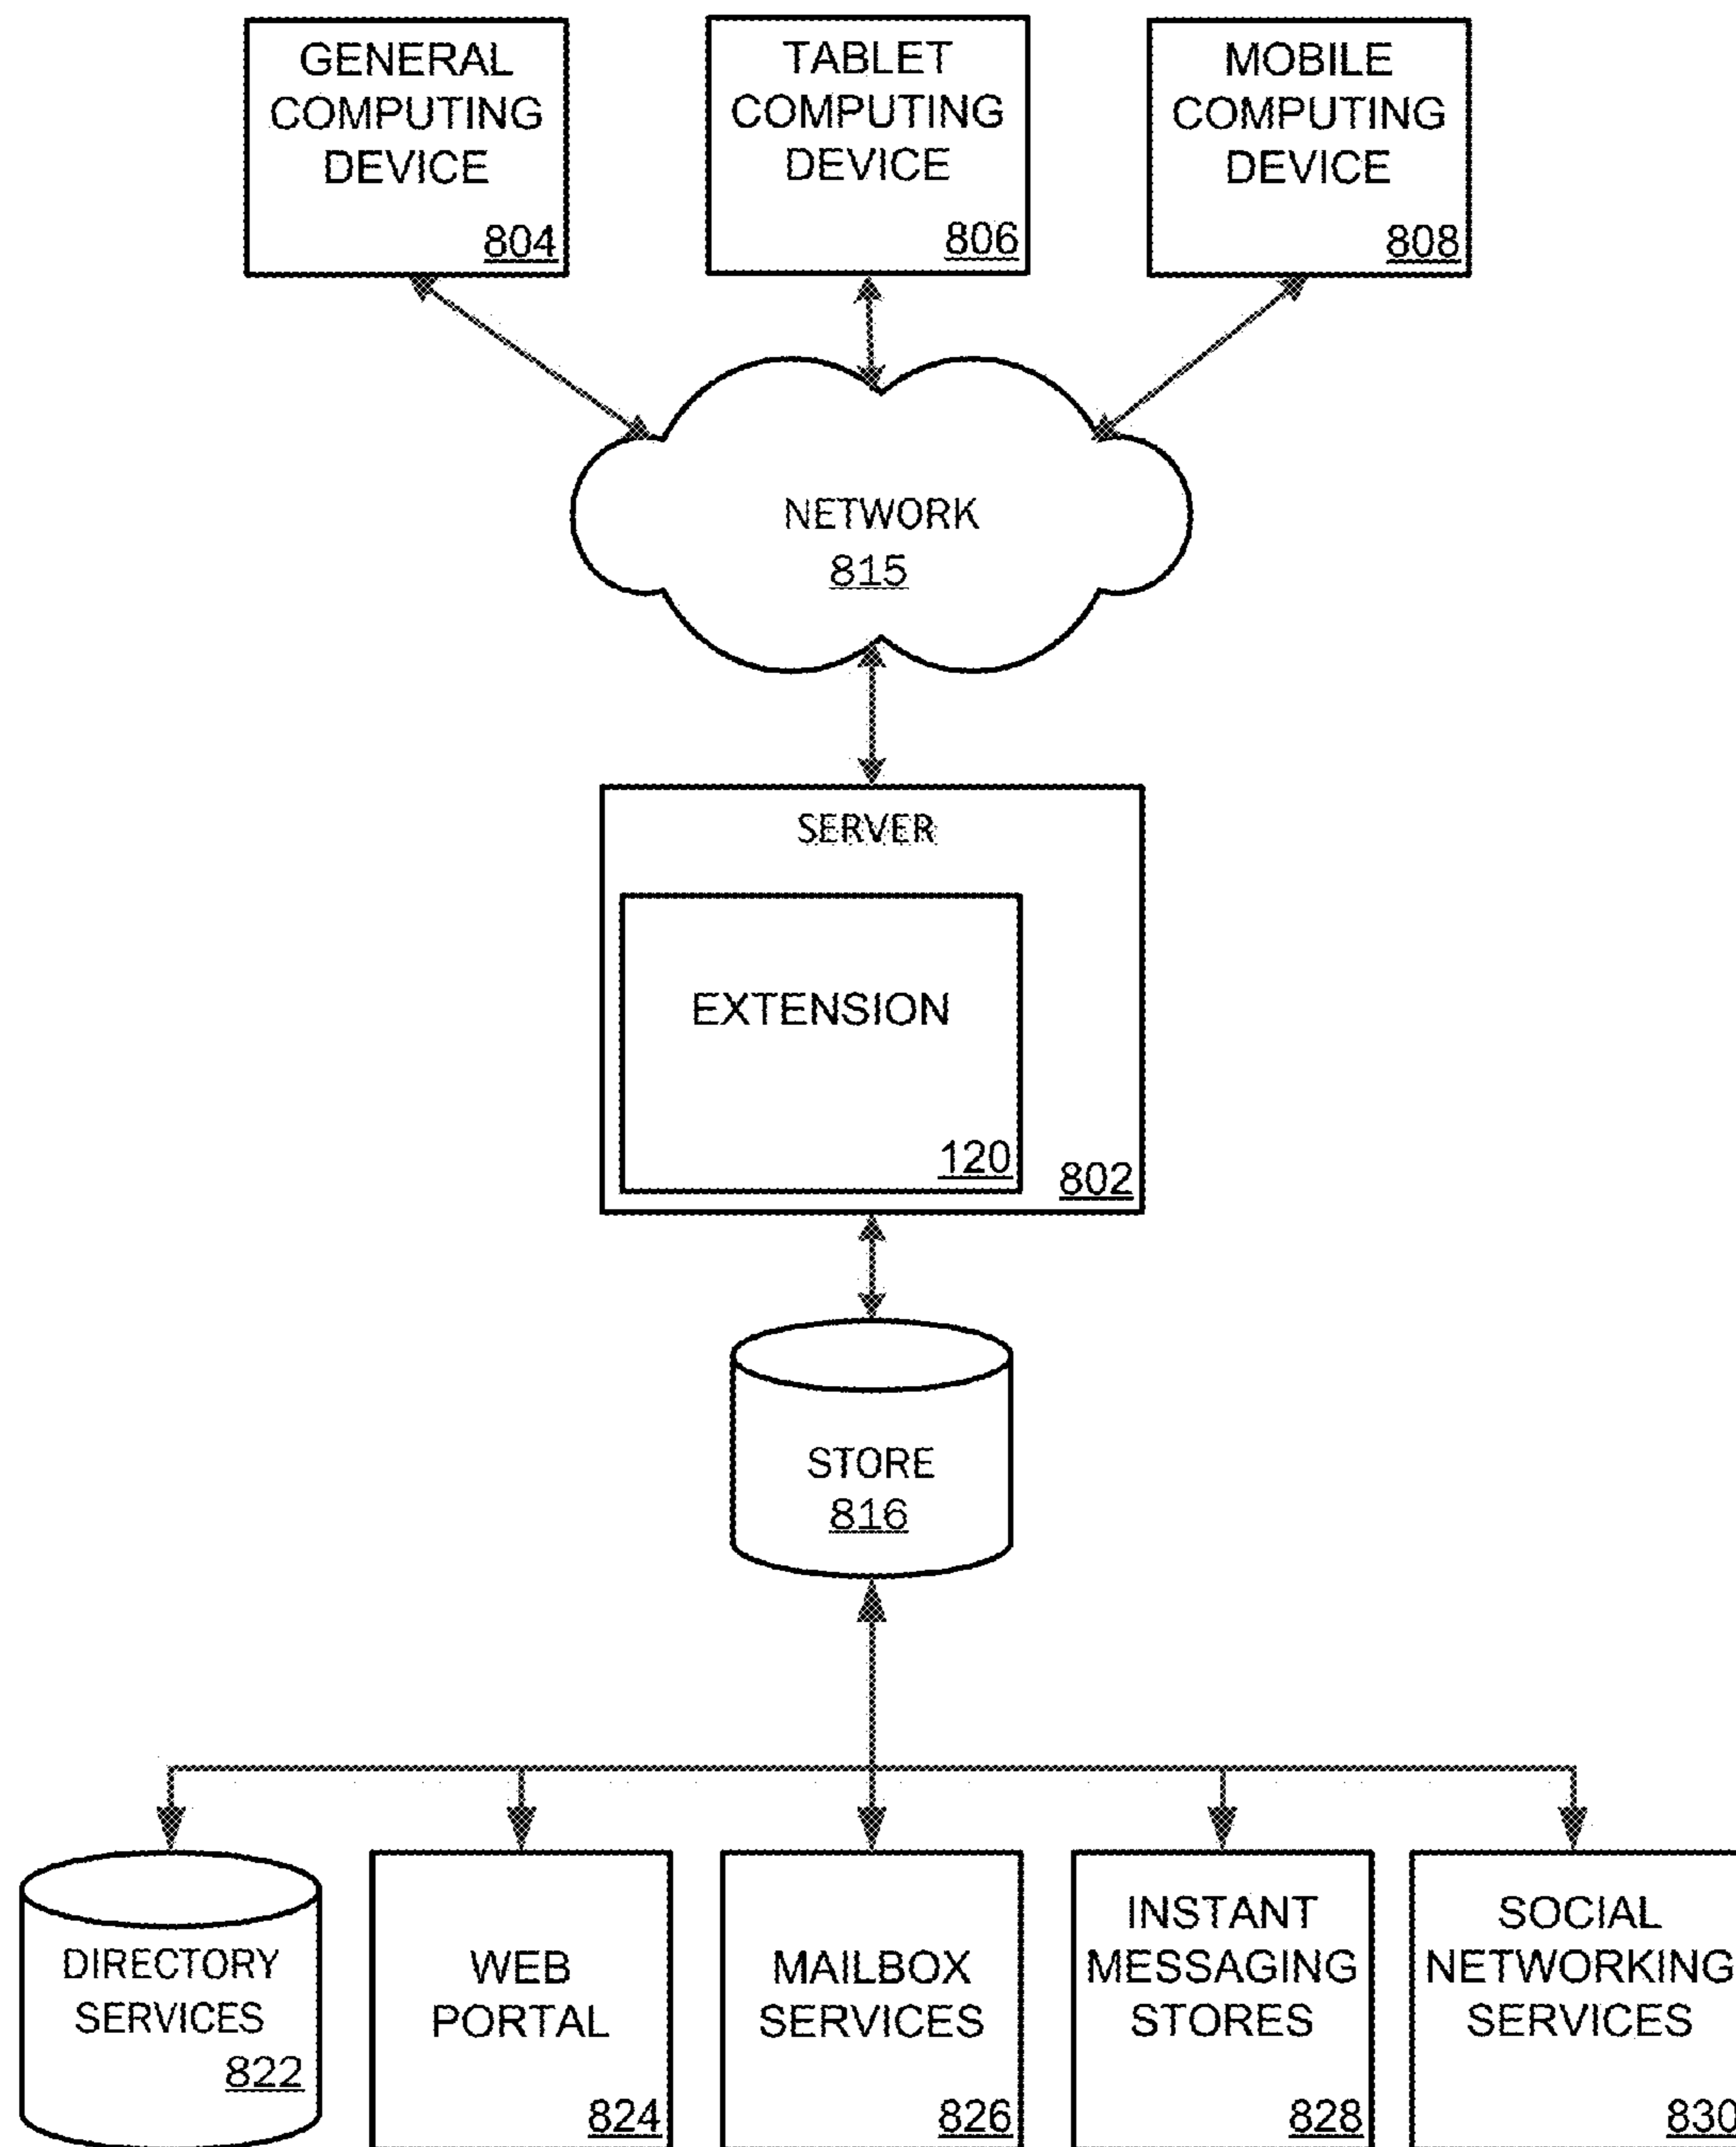 GENERAL
COMPUTING
DEVICE
804
TABLET
COMPUTING
DEVICE
806
MOBILE
COMPUTING
DEVICE
808
NETWORK
815
SERVER
EXTENSION
120
802
STORE
816
DIRECTORY
SERVICES
822
WEB
PORTAL
824
MAILBOX
SERVICES
826
INSTANT
MESSAGING
STORES
828
SOCIAL
NETWORKING
SERVICES
830